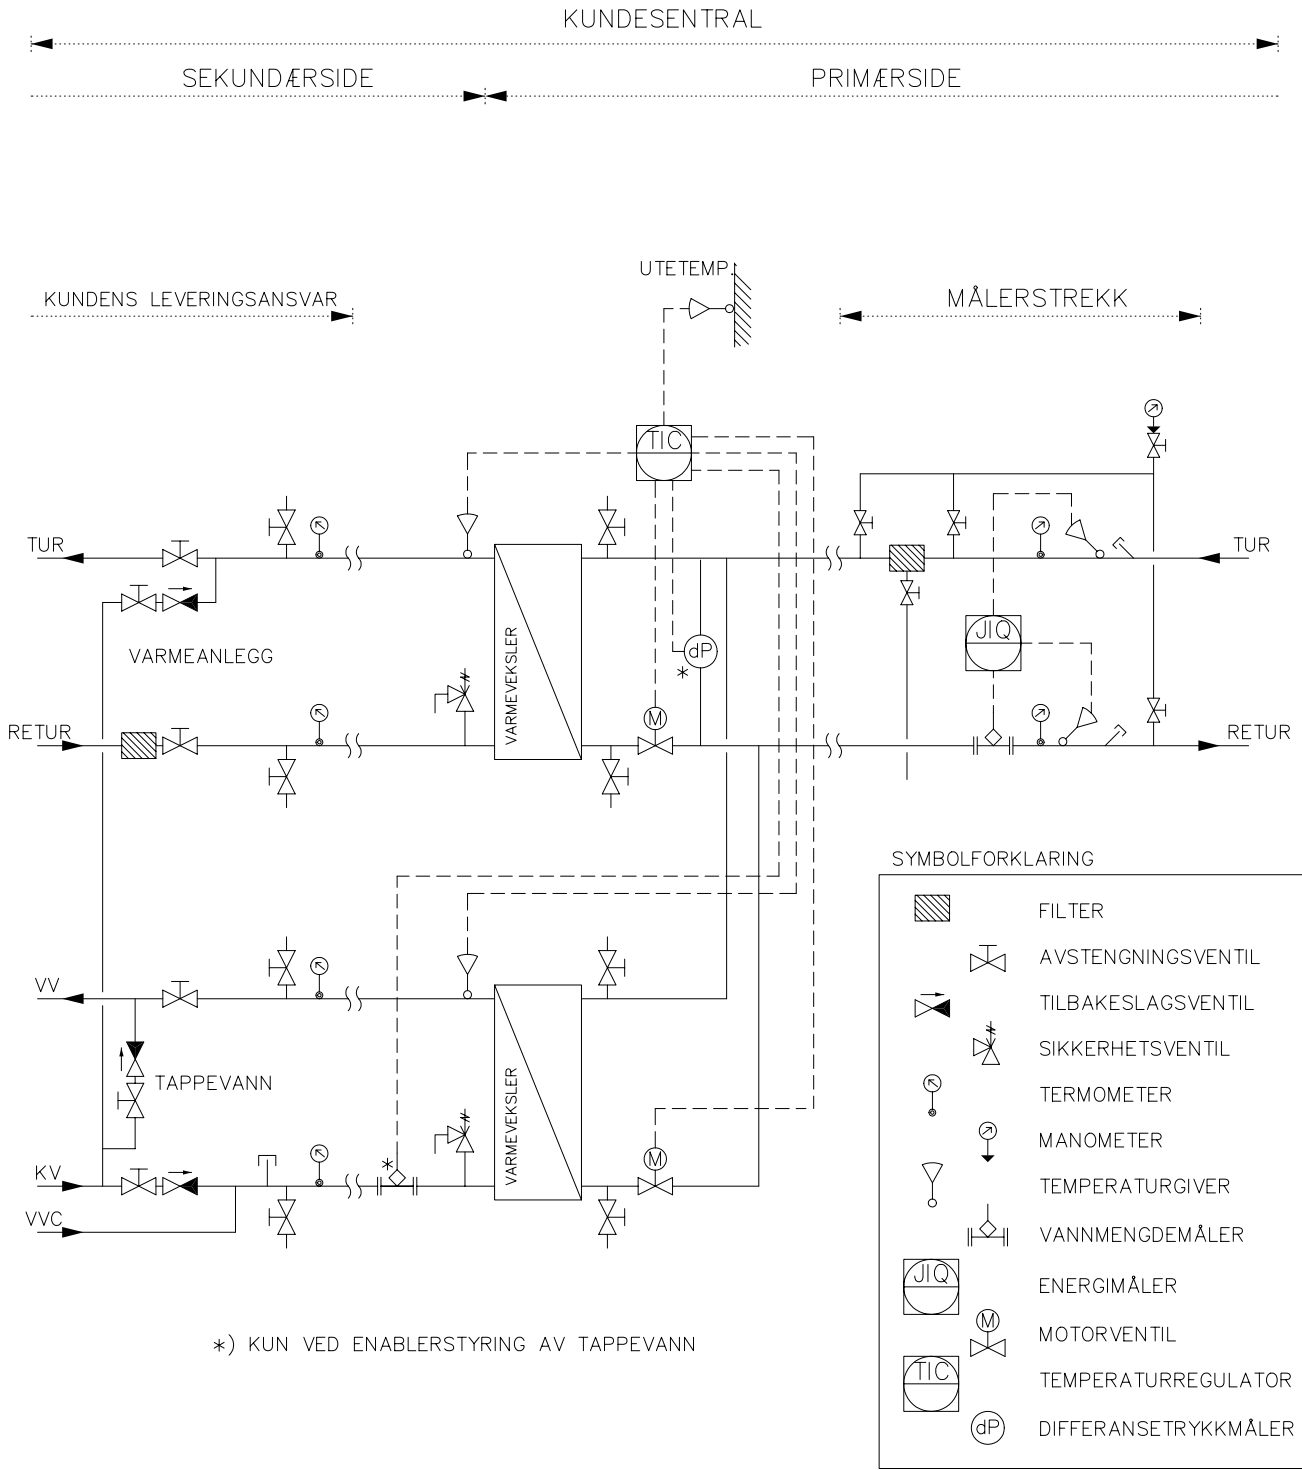 KUNDESENTRAL
SEKUNDÆRSIDE
PRIMÆRSIDE
UTETEMP.
KUNDENS LEVERINGSANSVAR
MÅLERSTREKK
TIC
TUR
TUR
VARMEVEKSLER
JIQ
VARMEANLEGG
dP
*
M
RETUR
RETUR
SYMBOLFORKLARING
FILTER
AVSTENGNINGSVENTIL
VV
TILBAKESLAGSVENTIL
SIKKERHETSVENTIL
TAPPEVANN
VARMEVEKSLER
TERMOMETER
MANOMETER
M
*
KV
TEMPERATURGIVER
VVC
VANNMENGDEMÅLER
JIQ
ENERGIMÅLER
M
MOTORVENTIL
*) KUN VED ENABLERSTYRING AV TAPPEVANN
TIC
TEMPERATURREGULATOR
dP
DIFFERANSETRYKKMÅLER